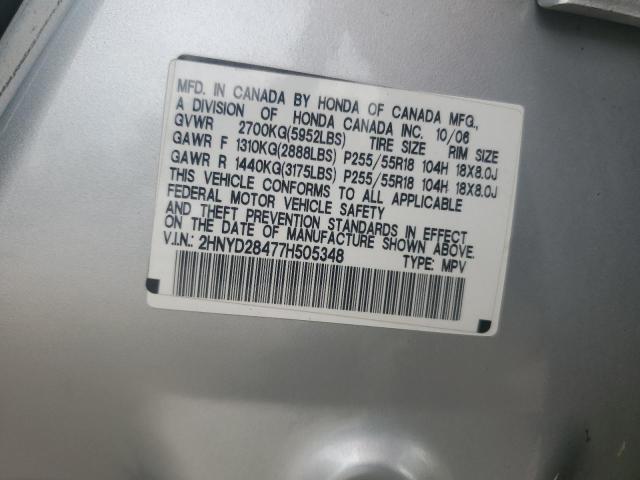 MFD. IN CANADA BY HONDA OF CANADA MFG.,
A DIVISION OF HONDA CANADA INC. 10/06
GVWR 2700KG(5952LBS) TIRE SIZE RIM SIZE
GAWR F 1310KG(2888LBS) P255/55R18 104H 18X8.0J
GAWR R 1440KG(3175LBS) P255/55R18 104H 18X8.0J
THIS VEHICLE CONFORMS TO ALL APPLICABLE
FEDERAL MOTOR VEHICLE SAFETY
AND THEFT PREVENTION STANDARDS IN EFFECT
ON THE DATE OF MANUFACTURE SHOWN ABOVE.
V.I.N.: 2HNYD28477H505348 TYPE: MPV